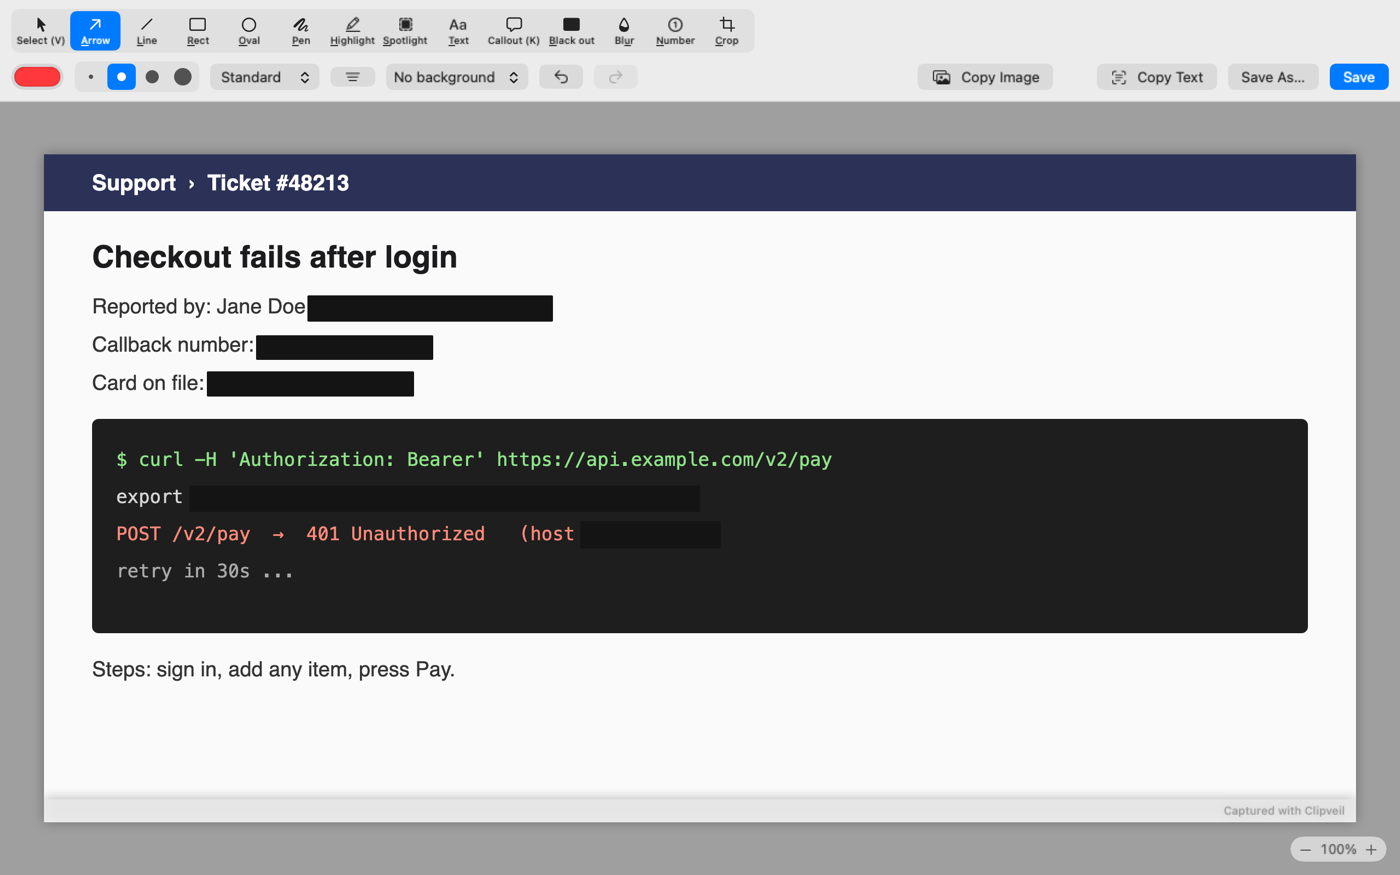 Select (V)
Arrow
Line
Rect
Oval
Pen
Highlight
Spotlight
Aa
Text
Callout (K)
Black out
Blur
1
Number
Crop
Standard
No background
Copy Image
Copy Text
Save As...
Save
Support › Ticket #48213
Checkout fails after login
Reported by: Jane Doe
Callback number:
Card on file:
$ curl -H 'Authorization: Bearer' https://api.example.com/v2/pay
export
POST /v2/pay → 401 Unauthorized (host
retry in 30s ...
Steps: sign in, add any item, press Pay.
Captured with Clipveil
− 100% +